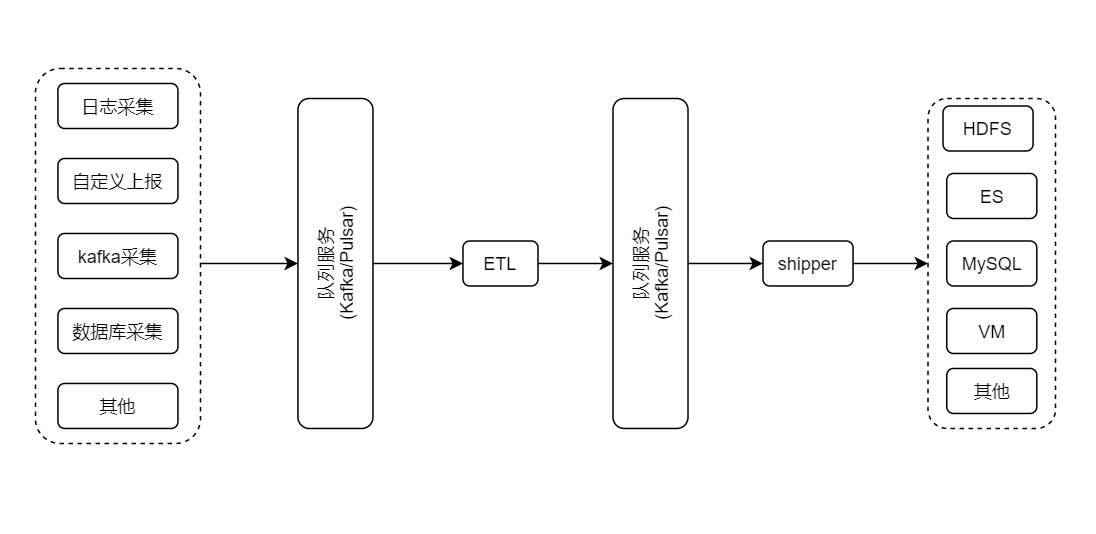 日志采集
自定义上报
kafka采集
数据库采集
其他
队列服务
(Kafka/Pulsar)
ETL
队列服务
(Kafka/Pulsar)
shipper
HDFS
ES
MySQL
VM
其他